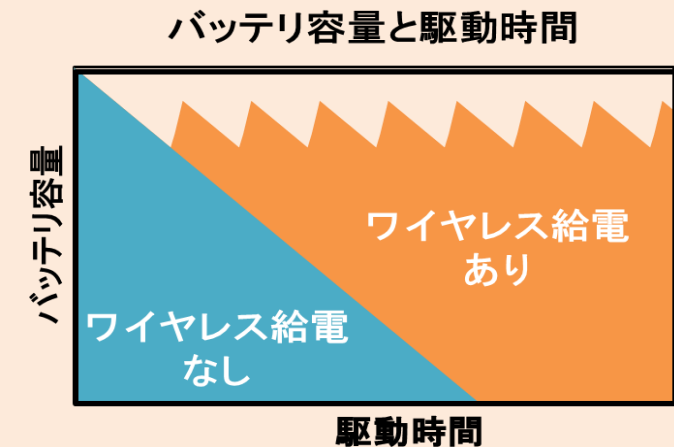 バッテリ容量と駆動時間
バッテリ容量
ワイヤレス給電
あり
ワイヤレス給電
なし
駆動時間